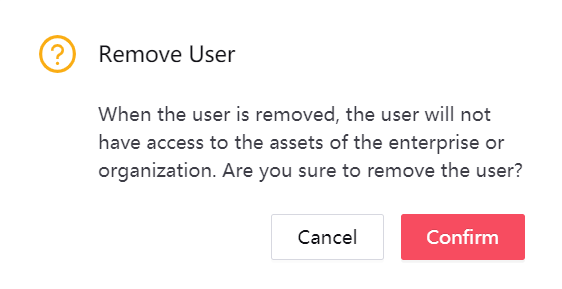 Remove User
When the user is removed, the user will not
have access to the assets of the enterprise or
organization. Are you sure to remove the user?
Cancel Confirm